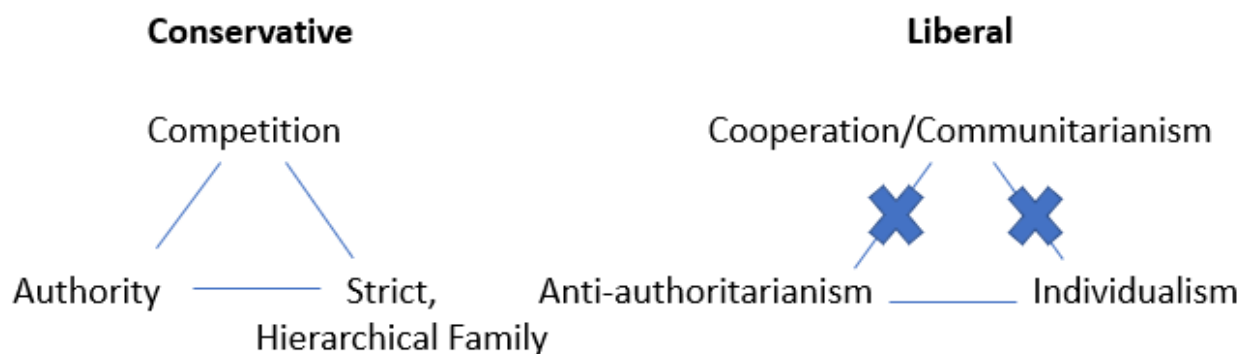 Conservative
Liberal
Competition
Cooperation/Communitarianism
Authority
Strict,
Hierarchical Family
Anti-authoritarianism
Individualism